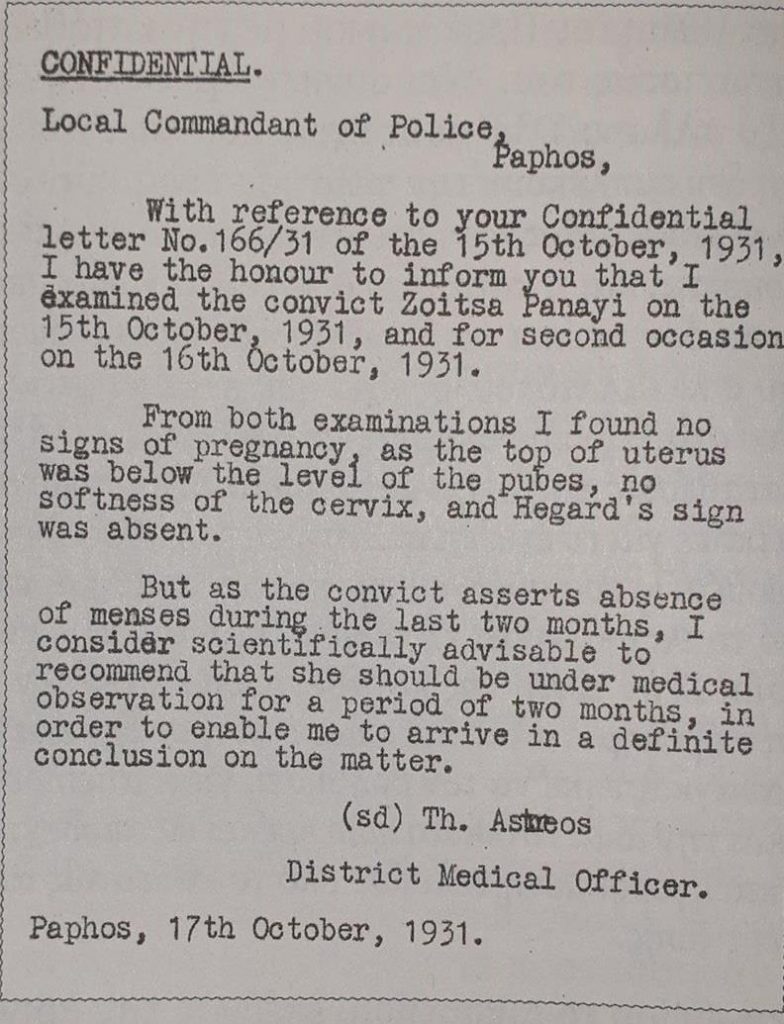 CONFIDENTIAL.
Local Commandant of Police,
Paphos,
With reference to your Confidential
letter No.166/31 of the 15th October, 1931,
I have the honour to inform you that I
examined the convict Zoitsa Panayi on the
15th October, 1931, and for second occasion
on the 16th October, 1931.
From both examinations I found no
signs of pregnancy, as the top of uterus
was below the level of the pubes, no
softness of the cervix, and Hegard's sign
was absent.
But as the convict asserts absence
of menses during the last two months, I
consider scientifically advisable to
recommend that she should be under medical
observation for a period of two months, in
order to enable me to arrive in a definite
conclusion on the matter.
(sd) Th.
District Medical Officer.
Paphos, 17th October, 1931.